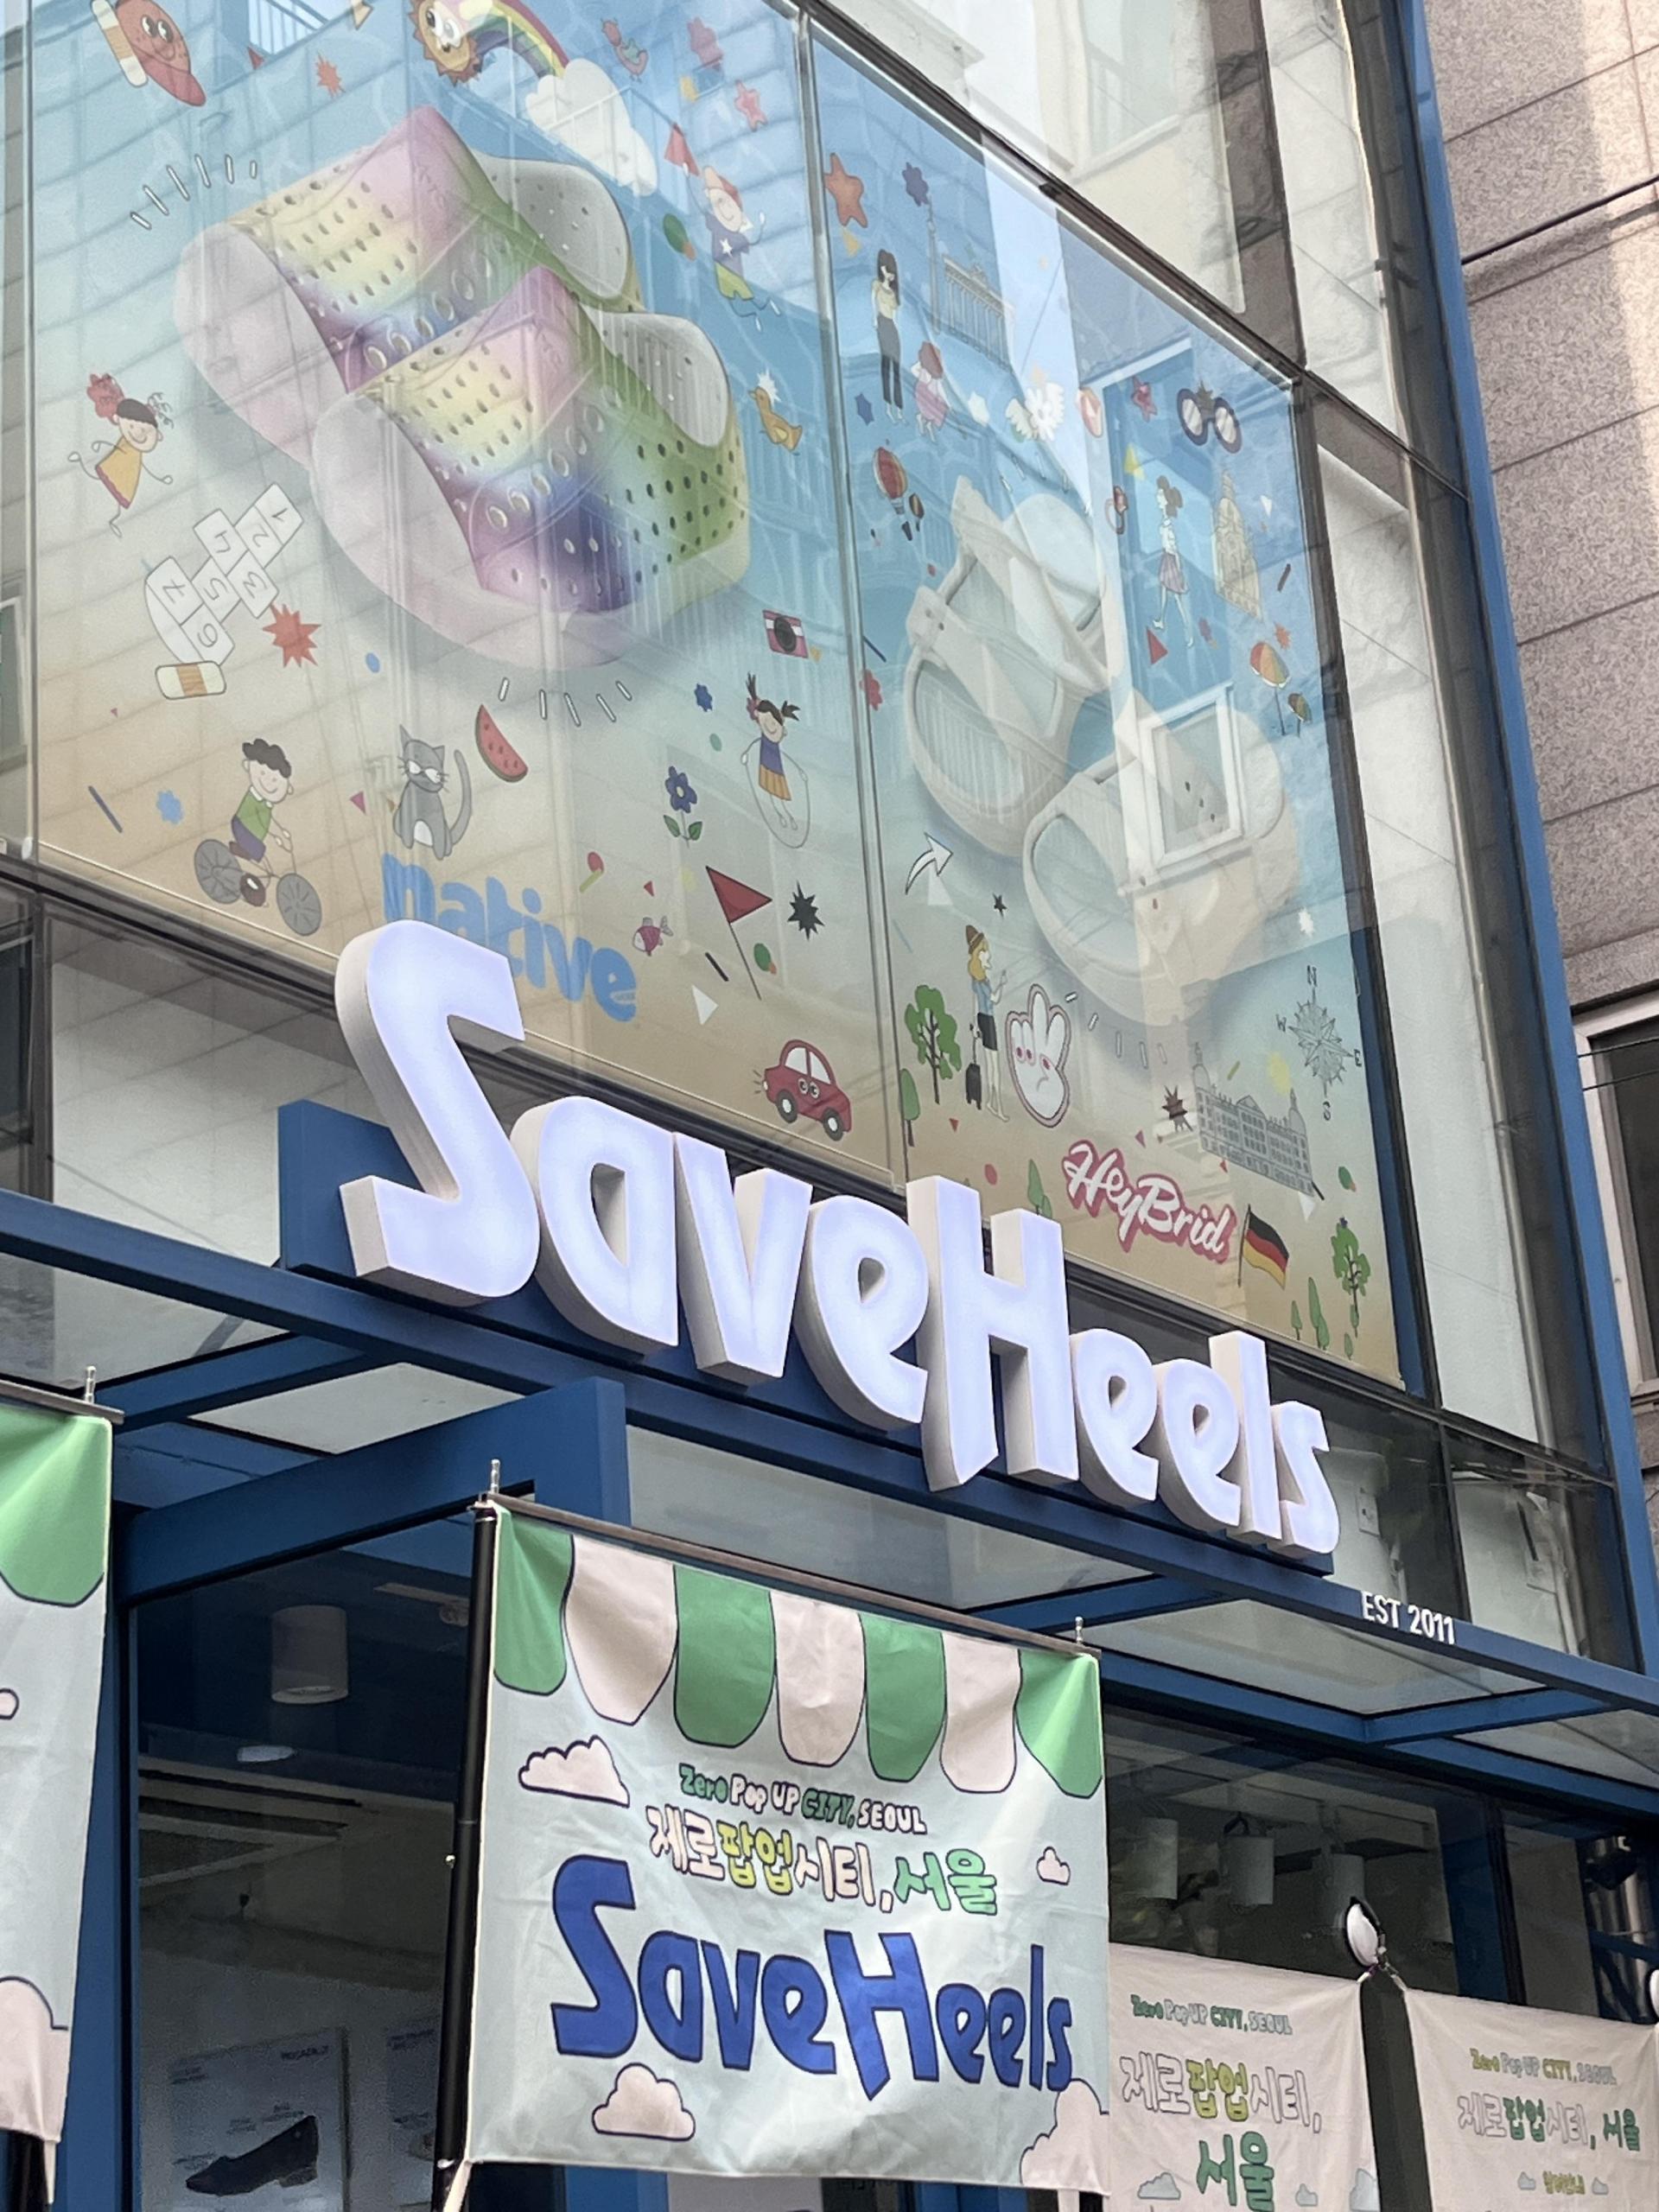 native
HeyBrid
SaveHeels
EST 2011
Zero Pop UP CITY, SEOUL
제로팝업시티, 서울
SaveHeels
Zero Pop UP CITY, SEOUL
제로팝업시티,
서울
Zero Pop UP CITY, SEOUL
제로팝업시티, 서울